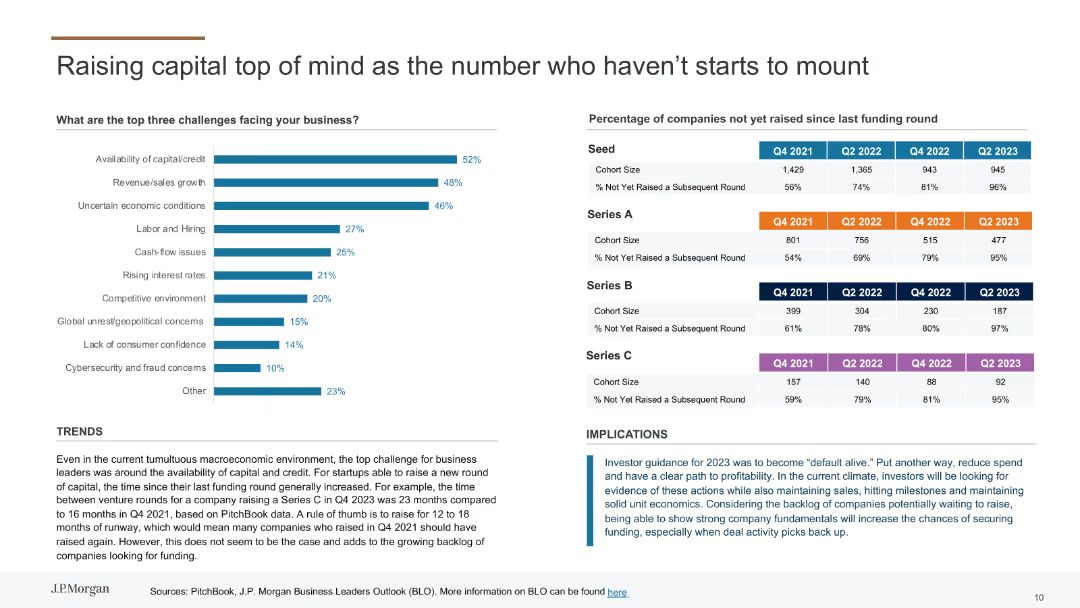 Raising capital top of mind as the number who haven’t starts to mount
What are the top three challenges facing your business?
Availability of capital/credit 52%
Revenue/sales growth 48%
Uncertain economic conditions 46%
Labor and Hiring 27%
Cash-flow issues 25%
Rising interest rates 21%
Competitive environment 20%
Global unrest/geopolitical concerns 15%
Lack of consumer confidence 14%
Cybersecurity and fraud concerns 10%
Other 23%
TRENDS
Even in the current tumultuous macroeconomic environment, the top challenge for business
leaders was around the availability of capital and credit. For startups able to raise a new round
of capital, the time since their last funding round generally increased. For example, the time
between venture rounds for a company raising a Series C in Q4 2023 was 23 months compared
to 16 months in Q4 2021, based on PitchBook data. A rule of thumb is to raise for 12 to 18
months of runway, which would mean many companies who raised in Q4 2021 should have
raised again. However, this does not seem to be the case and adds to the growing backlog of
companies looking for funding.
Percentage of companies not yet raised since last funding round
Seed Q4 2021 Q2 2022 Q4 2022 Q2 2023
Cohort Size 1,429 1,365 943 945
% Not Yet Raised a Subsequent Round 56% 74% 81% 96%
Series A Q4 2021 Q2 2022 Q4 2022 Q2 2023
Cohort Size 801 756 515 477
% Not Yet Raised a Subsequent Round 54% 69% 79% 95%
Series B Q4 2021 Q2 2022 Q4 2022 Q2 2023
Cohort Size 399 304 230 187
% Not Yet Raised a Subsequent Round 61% 78% 80% 97%
Series C Q4 2021 Q2 2022 Q4 2022 Q2 2023
Cohort Size 157 140 88 92
% Not Yet Raised a Subsequent Round 59% 79% 81% 95%
IMPLICATIONS
Investor guidance for 2023 was to become “default alive.” Put another way, reduce spend
and have a clear path to profitability. In the current climate, investors will be looking for
evidence of these actions while also maintaining sales, hitting milestones and maintaining
solid unit economics. Considering the backlog of companies potentially waiting to raise,
being able to show strong company fundamentals will increase the chances of securing
funding, especially when deal activity picks back up.
J.P.Morgan
Sources: PitchBook, J.P. Morgan Business Leaders Outlook (BLO). More information on BLO can be found here.
10